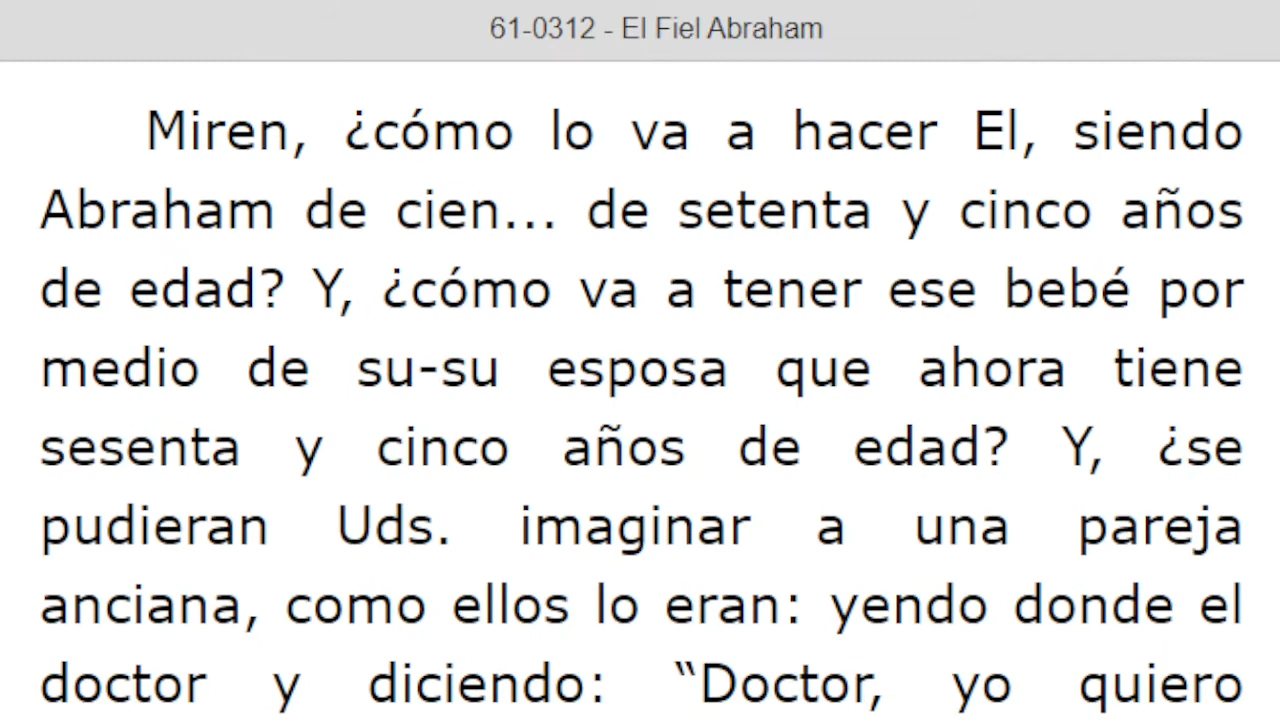 61-0312 - El Fiel Abraham
Miren, ¿cómo lo va a hacer El, siendo
Abraham de cien... de setenta y cinco años
de edad? Y, ¿cómo va a tener ese bebé por
medio de su-su esposa que ahora tiene
sesenta y cinco años de edad? Y, ¿se
pudieran Uds. imaginar a una pareja
anciana, como ellos lo eran: yendo donde el
doctor y diciendo: “Doctor, yo quiero